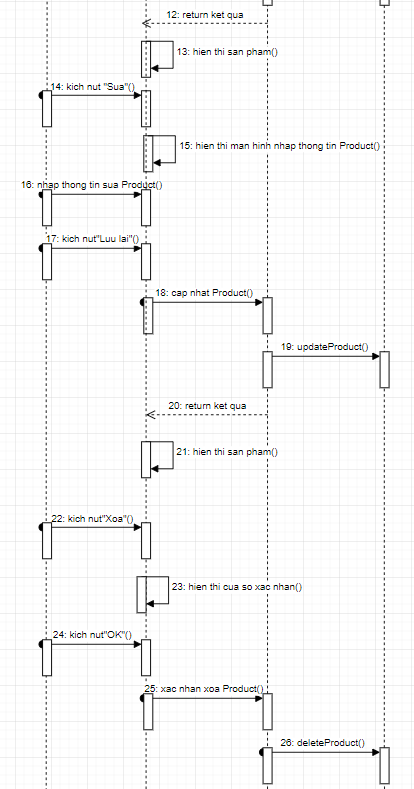 12: return ket qua
13: hien thi san pham()
14: kich nut "Sua"()
15: hien thi man hinh nhap thong tin Product()
16: nhap thong tin sua Product()
17: kich nut"Luu lai"()
18: cap nhat Product()
19: updateProduct()
20: return ket qua
21: hien thi san pham()
22: kich nut"Xoa"()
23: hien thi cua so xac nhan()
24: kich nut"OK"()
25: xac nhan xoa Product()
26: deleteProduct()